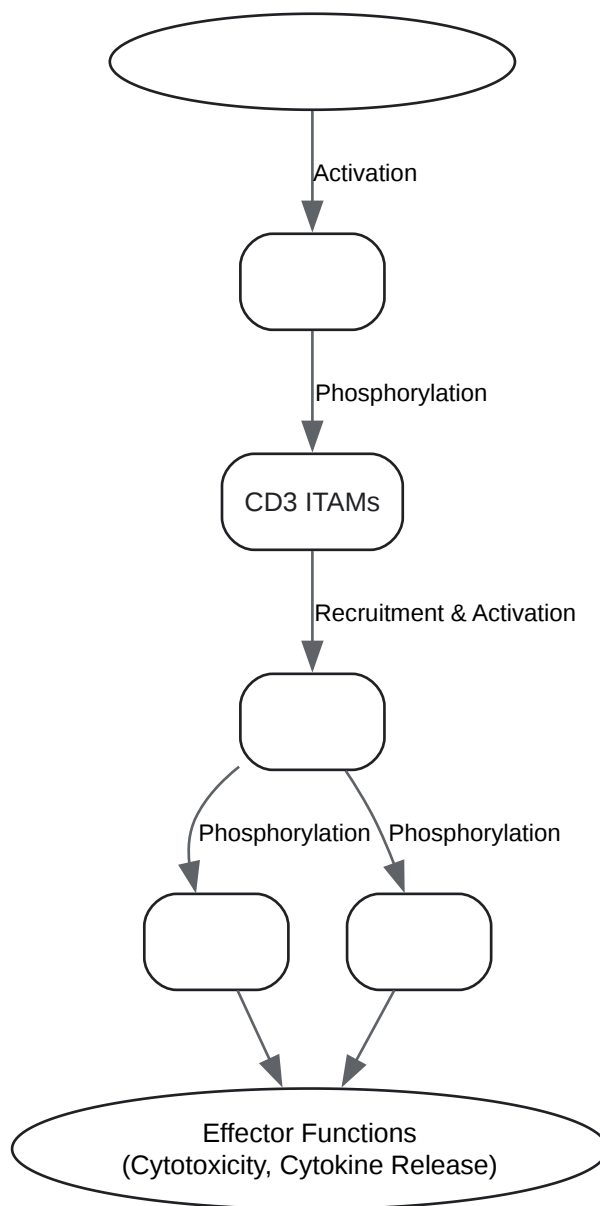 Activation
Phosphorylation
CD3 ITAMs
Recruitment & Activation
Phosphorylation
Phosphorylation
Effector Functions
(Cytotoxicity, Cytokine Release)